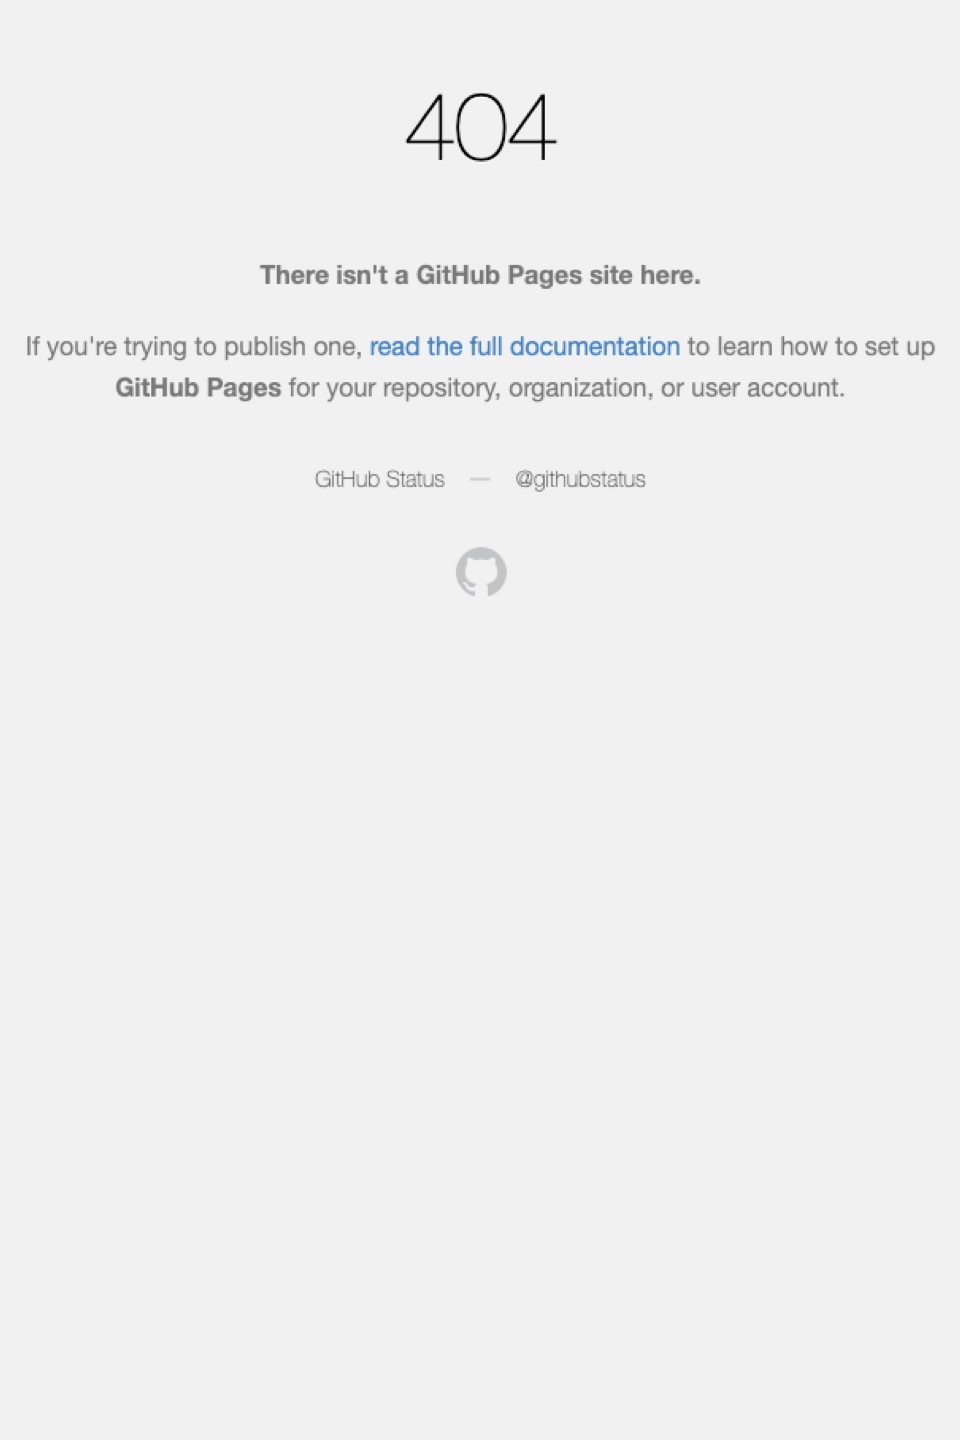 404
There isn't a GitHub Pages site here.
If you're trying to publish one, read the full documentation to learn how to set up
GitHub Pages for your repository, organization, or user account.
GitHub Status — @githubstatus